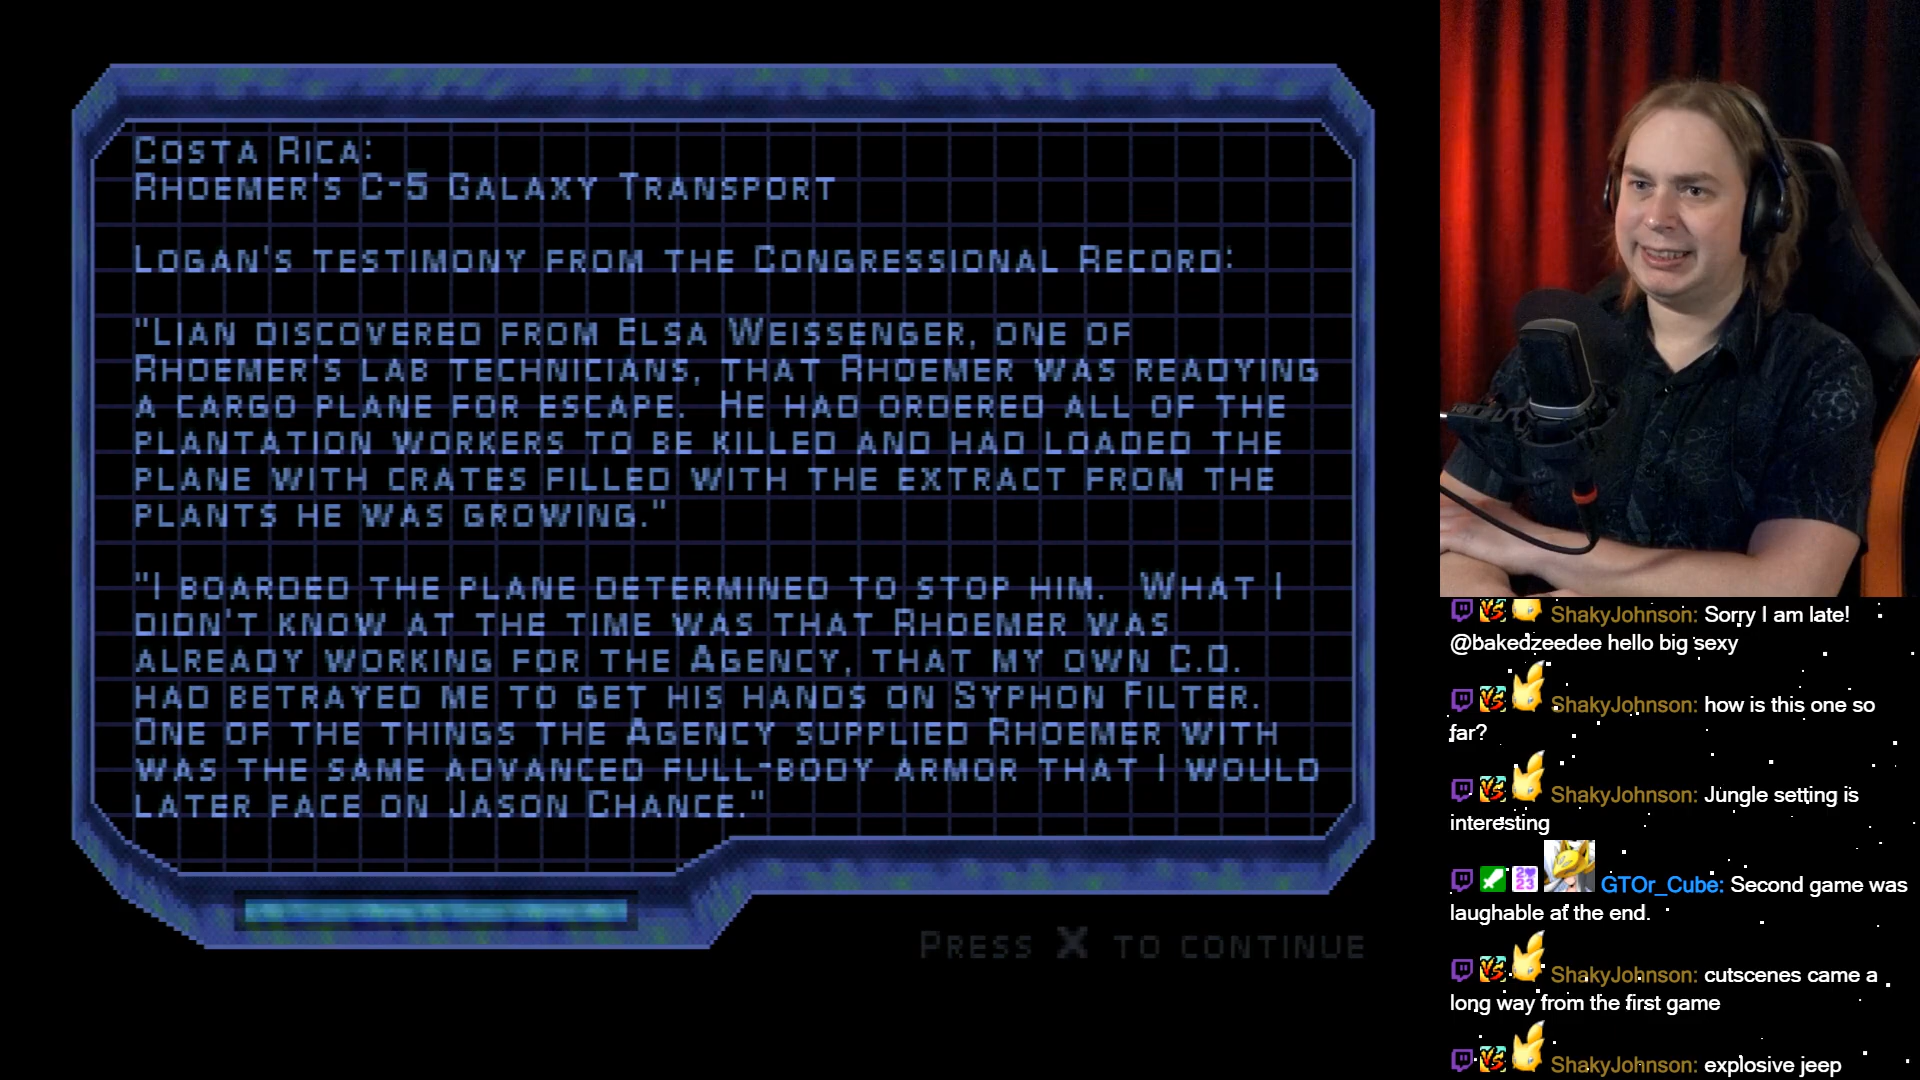 Costa Rica:
Rhoemer's C-5 Galaxy Transport
Logan's testimony from the Congressional Record:
"Lian discovered from Elsa Weissenger, one of
Rhoemer's lab technicians, that Rhoemer was readying
a cargo plane for escape.  He had ordered all of the
plantation workers to be killed and had loaded the
plane with crates filled with the extract from the
plants he was growing."
"I boarded the plane determined to stop him.  What I
didn't know at the time was that Rhoemer was
already working for the Agency, that my own C.O.
had betrayed me to get his hands on Syphon Filter.
One of the things the Agency supplied Rhoemer with
was the same advanced full-body armor that I would
later face on Jason Chance."
Press X to continue
ShakyJohnson: Sorry I am late!
@bakedzeedee hello big sexy
ShakyJohnson: how is this one so
far?
ShakyJohnson: Jungle setting is
interesting
GTOr_Cube: Second game was
laughable at the end.
ShakyJohnson: cutscenes came a
long way from the first game
ShakyJohnson: explosive jeep